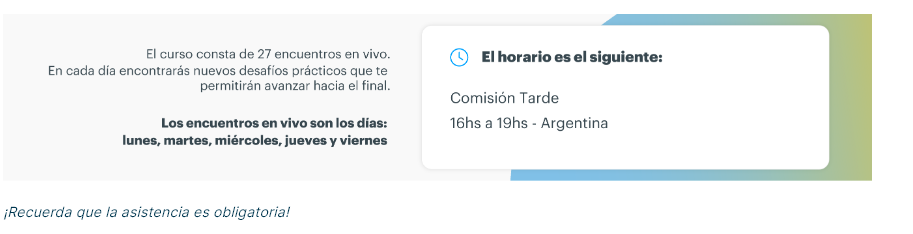 El curso consta de 27 encuentros en vivo.
En cada día encontrarás nuevos desafíos prácticos que te
permitirán avanzar hacia el final.
Los encuentros en vivo son los días:
lunes, martes, miércoles, jueves y viernes
El horario es el siguiente:
Comisión Tarde
16hs a 19hs - Argentina
¡Recuerda que la asistencia es obligatoria!